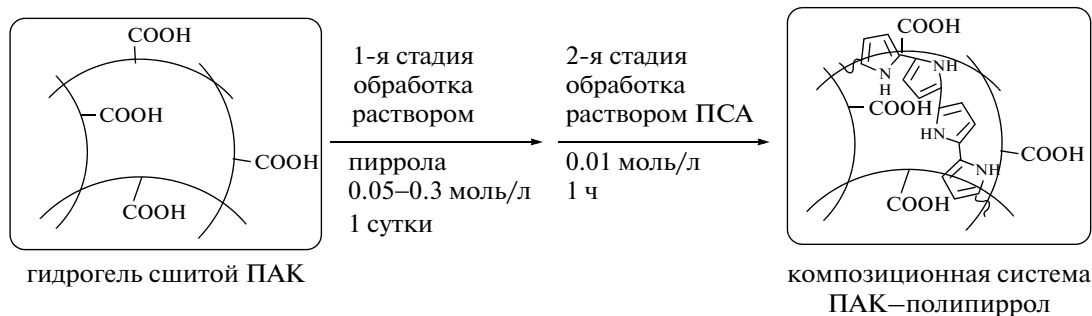 COOH
COOH
COOH
COOH
гидрогель сшитой ПАК
1-я стадия
обработка
раствором
пиррола
0.05–0.3 моль/л
1 сутки
2-я стадия
обработка
раствором ПСА
0.01 моль/л
1 ч
COOH
N
H
NH
COOH
HN
COOH
NH
COOH
композиционная система
ПАК–полипиррол